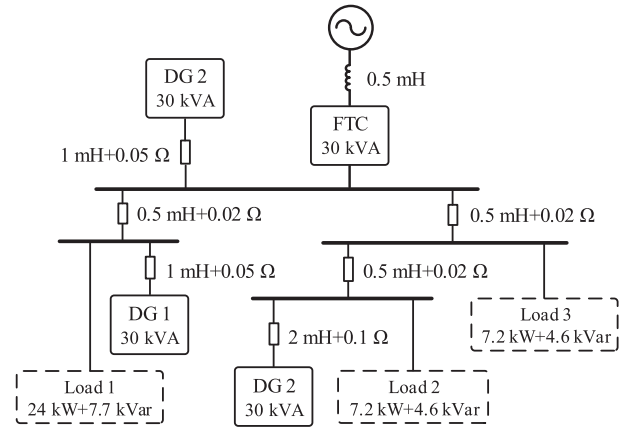 DG 2
30 kVA
0.5 mH
FTC
30 kVA
1 mH+0.05 Ω
0.5 mH+0.02 Ω
0.5 mH+0.02 Ω
1 mH+0.05 Ω
0.5 mH+0.02 Ω
DG 1
30 kVA
Load 3
7.2 kW+4.6 kVar
2 mH+0.1 Ω
Load 1
24 kW+7.7 kVar
DG 2
30 kVA
Load 2
7.2 kW+4.6 kVar